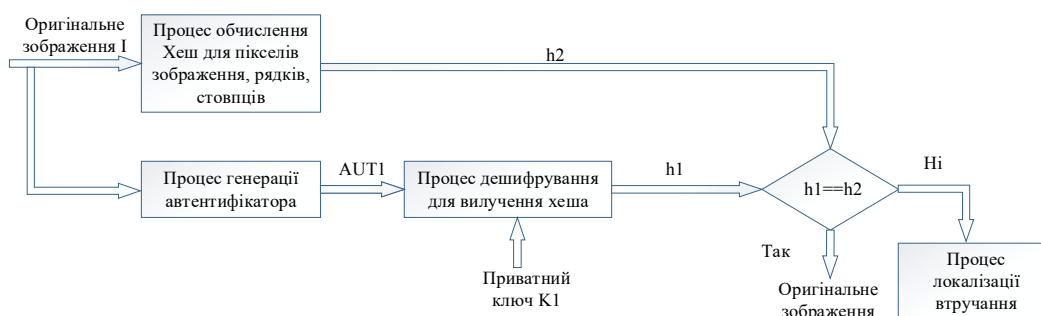 Оригінальне
зображення I
Процес обчислення
Хеш для пікселів
зображення, рядків,
стовпців
h2
Процес генерації
автентифікатора
AUT1
Процес дешифрування
для вилучення хеша
h1
h1==h2
Ні
Так
Приватний
ключ K1
Оригінальне
зображення
Процес
локалізації
втручання